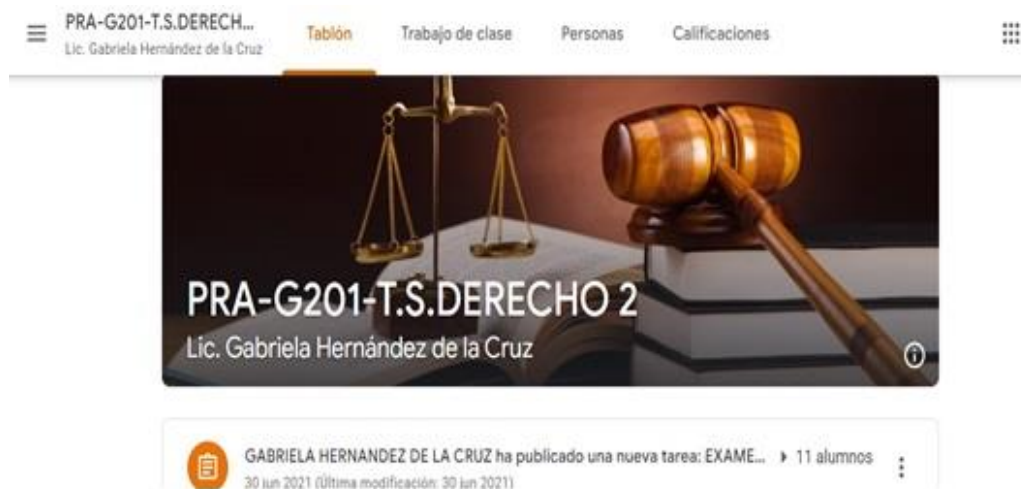 PRA-G201-T.S.DERECH...
Lic. Gabriela Hernández de la Cruz
Tablón
Trabajo de clase
Personas
Calificaciones
PRA-G201-T.S.DERECHO 2
Lic. Gabriela Hernández de la Cruz
GABRIELA HERNANDEZ DE LA CRUZ ha publicado una nueva tarea: EXAME... 11 alumnos
30 jun 2021 (Última modificación: 30 jun 2021)